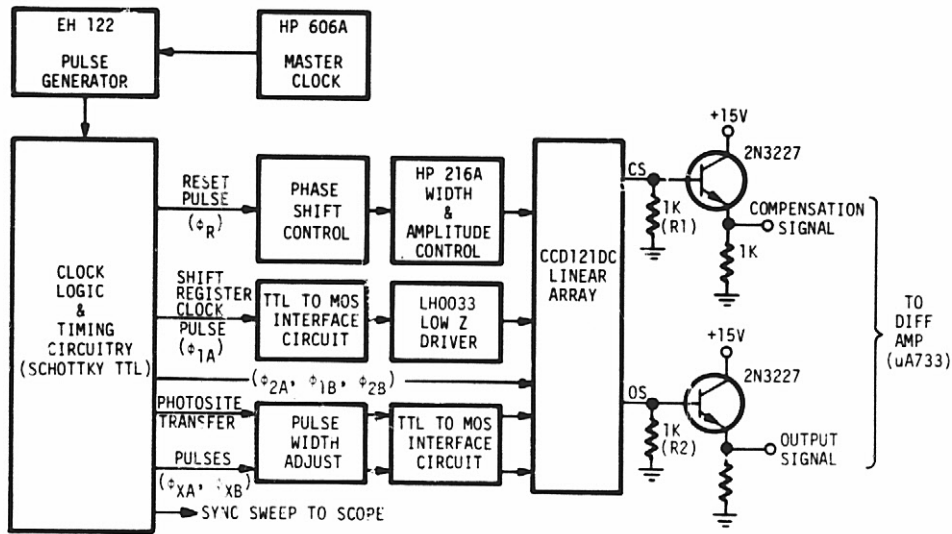 EH 122
PULSE
GENERATOR
HP 606A
MASTER
CLOCK
CLOCK
LOGIC
&
TIMING
CIRCUITRY
(SCHOTTKY TTL)
RESET
PULSE
(ϕR)
PHASE
SHIFT
CONTROL
HP 216A
WIDTH
&
AMPLITUDE
CONTROL
SHIFT
REGISTER
CLOCK
PULSE
(ϕ1A)
TTL TO MOS
INTERFACE
CIRCUIT
LH0033
LOW Z
DRIVER
(ϕ2A, ϕ1B, ϕ2B)
PHOTOSITE
TRANSFER
PULSES
(ϕXA, ϕXB)
PULSE
WIDTH
ADJUST
TTL TO MOS
INTERFACE
CIRCUIT
SYNC SWEEP TO SCOPE
CCD121DC
LINEAR
ARRAY
CS
1K
(R1)
+15V
2N3227
COMPENSATION
SIGNAL
1K
OS
1K
(R2)
+15V
2N3227
OUTPUT
SIGNAL
TO
DIFF
AMP
(uA733)